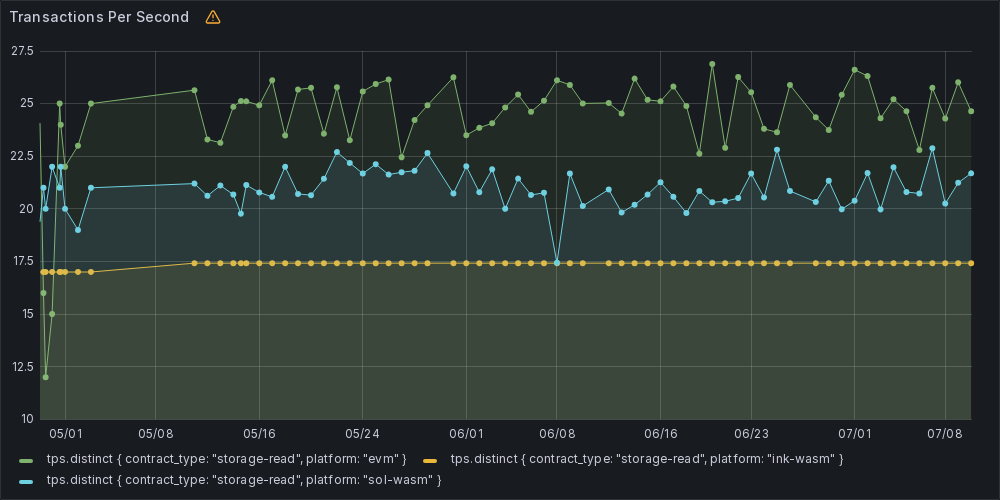 Transactions Per Second
27.5
25
22.5
20
17.5
15
12.5
10
05/01 05/08 05/16 05/24 06/01 06/08 06/16 06/23 07/01 07/08
tps.distinct { contract_type: "storage-read", platform: "evm" } tps.distinct { contract_type: "storage-read", platform: "ink-wasm" }
tps.distinct { contract_type: "storage-read", platform: "sol-wasm" }